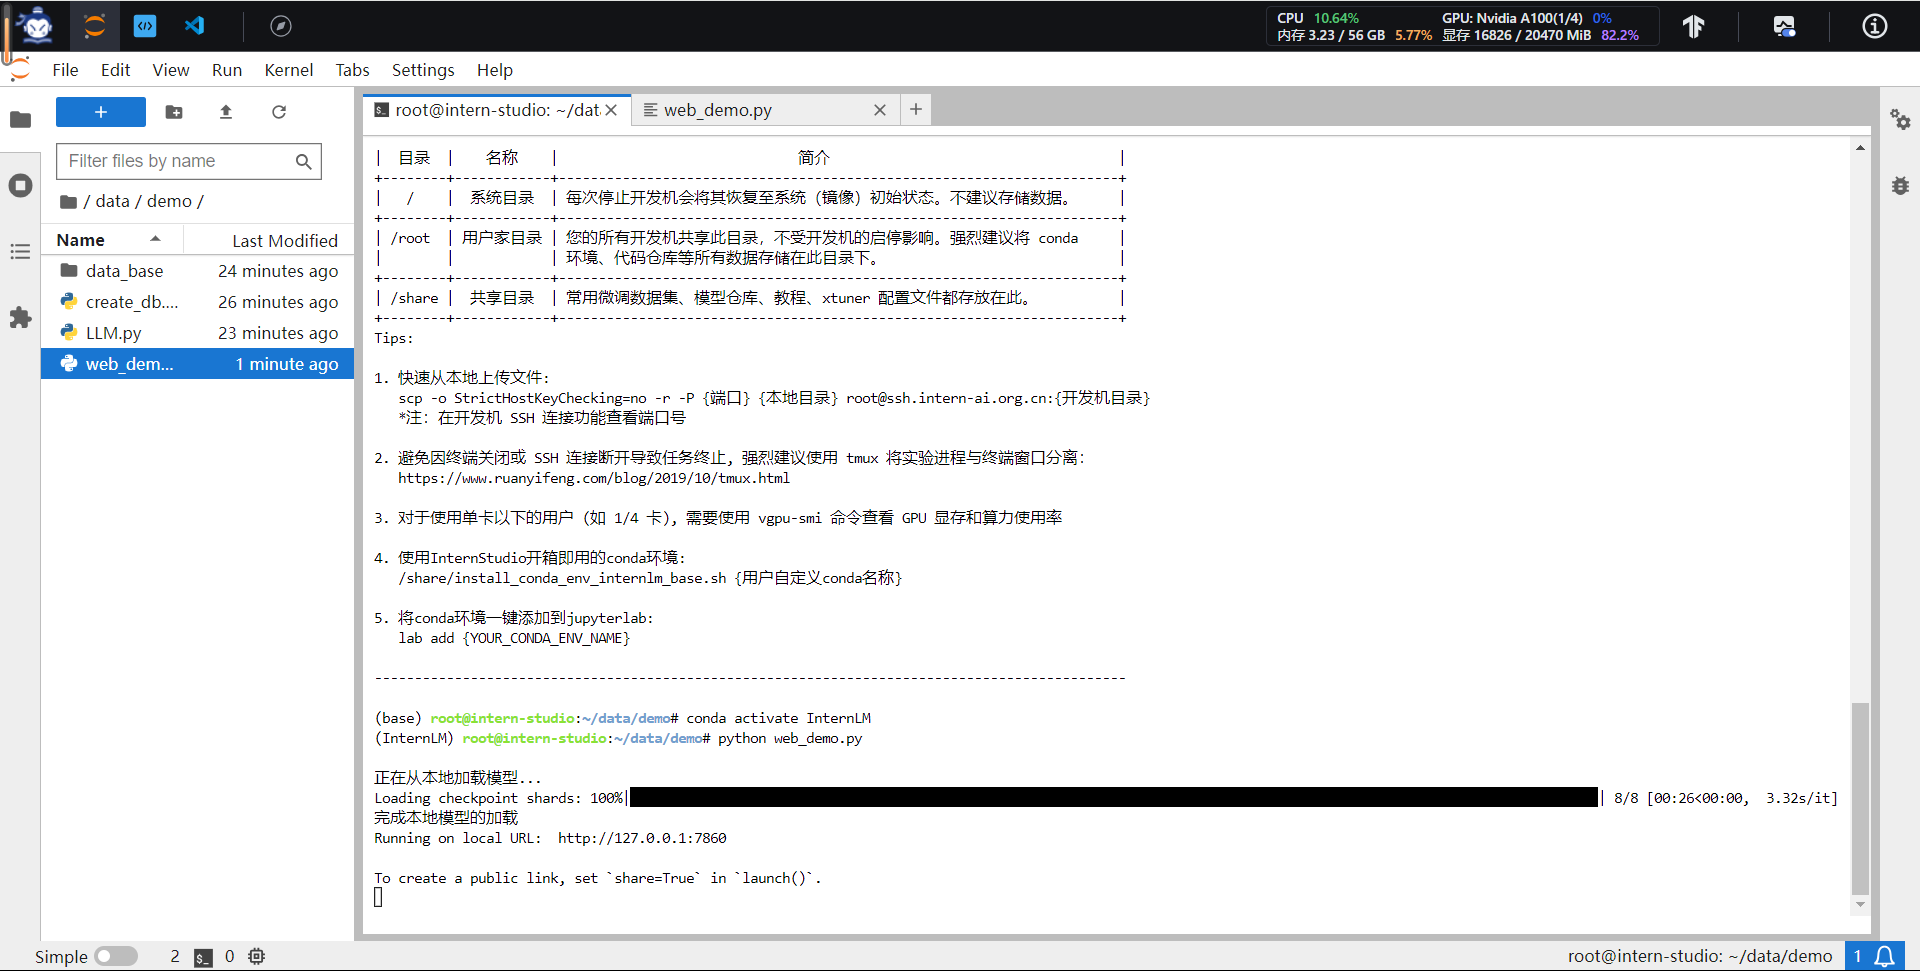 CPU 10.64% GPU: Nvidia A100(1/4) 0%
内存 3.23 / 56 GB 5.77% 显存 16826 / 20470 MiB 82.2%
File Edit View Run Kernel Tabs Settings Help
root@intern-studio: ~/dat
web_demo.py
Filter files by name
/ data / demo /
Name Last Modified
data_base 24 minutes ago
create_db.... 26 minutes ago
LLM.py 23 minutes ago
web_dem... 1 minute ago
| 目录 | 名称 | 简介 |
| / | 系统目录 | 每次停止开发机会将其恢复至系统（镜像）初始状态。不建议存储数据。 |
| /root | 用户家目录 | 您的所有开发机共享此目录，不受开发机的启停影响。强烈建议将 conda |
| | | 环境、代码仓库等所有数据存储在此目录下。 |
| /share | 共享目录 | 常用微调数据集、模型仓库、教程、xtuner 配置文件都存放在此。 |
Tips:
1. 快速从本地上传文件:
scp -o StrictHostKeyChecking=no -r -P {端口} {本地目录} root@ssh.intern-ai.org.cn:{开发机目录}
*注: 在开发机 SSH 连接功能查看端口号
2. 避免因终端关闭或 SSH 连接断开导致任务终止, 强烈建议使用 tmux 将实验进程与终端窗口分离:
https://www.ruanyifeng.com/blog/2019/10/tmux.html
3. 对于使用单卡以下的用户 (如 1/4 卡), 需要使用 vgpu-smi 命令查看 GPU 显存和算力使用率
4. 使用InternStudio开箱即用的conda环境:
/share/install_conda_env_internlm_base.sh {用户自定义conda名称}
5. 将conda环境一键添加到jupyterlab:
lab add {YOUR_CONDA_ENV_NAME}
(base) root@intern-studio:~/data/demo# conda activate InternLM
(InternLM) root@intern-studio:~/data/demo# python web_demo.py
正在从本地加载模型...
Loading checkpoint shards: 100%| | 8/8 [00:26<00:00, 3.32s/it]
完成本地模型的加载
Running on local URL: http://127.0.0.1:7860
To create a public link, set `share=True` in `launch()`.
Simple 2 $_ 0 root@intern-studio: ~/data/demo 1